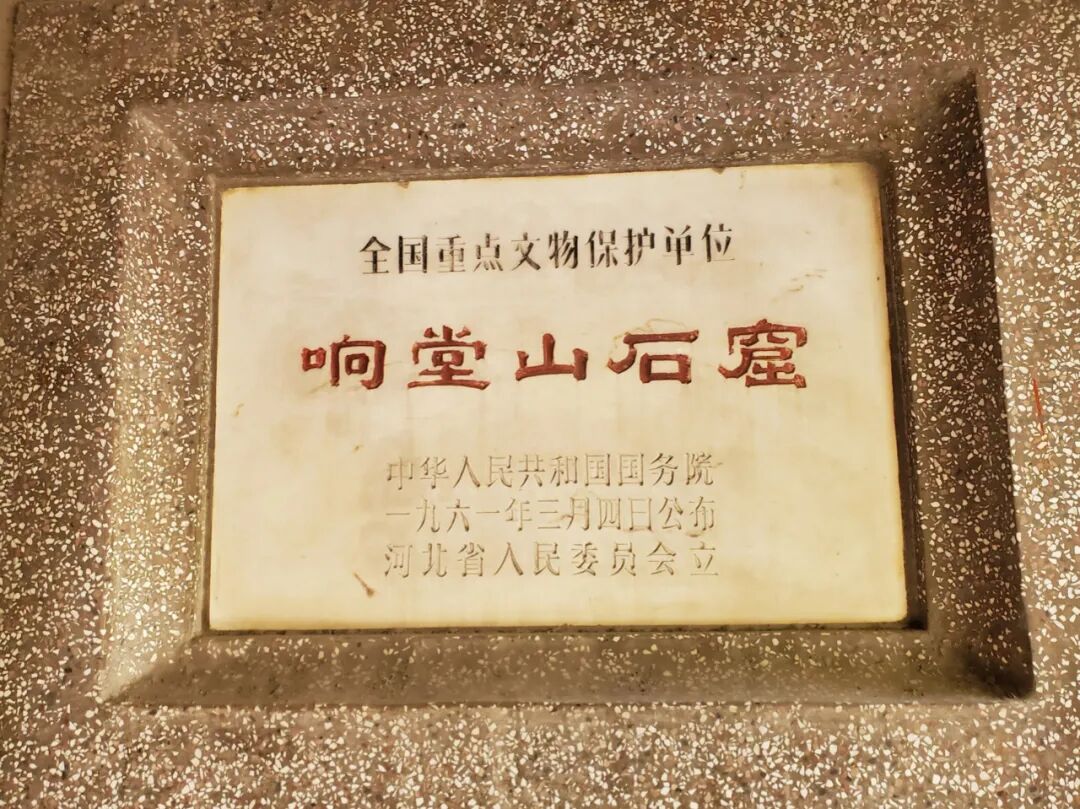 全国重点文物保护单位
响堂山石窟
中华人民共和国国务院
一九六一年三月四日公布
河北省人民委员会立